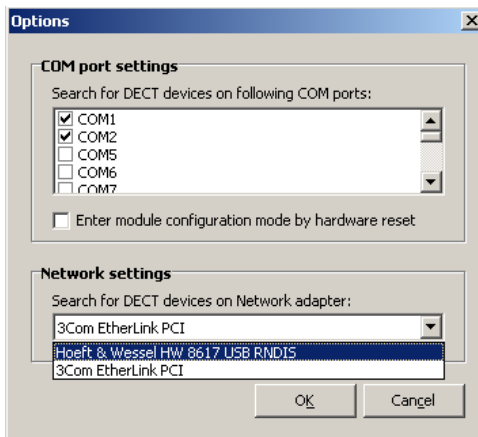 Options
COM port settings
Search for DECT devices on following COM ports:
COM1
COM2
COM5
COM6
COM7
Enter module configuration mode by hardware reset
Network settings
Search for DECT devices on Network adapter:
3Com EtherLink PCI
Hoeft & Wessel HW 8617 USB RNDIS
3Com EtherLink PCI
OK
Cancel